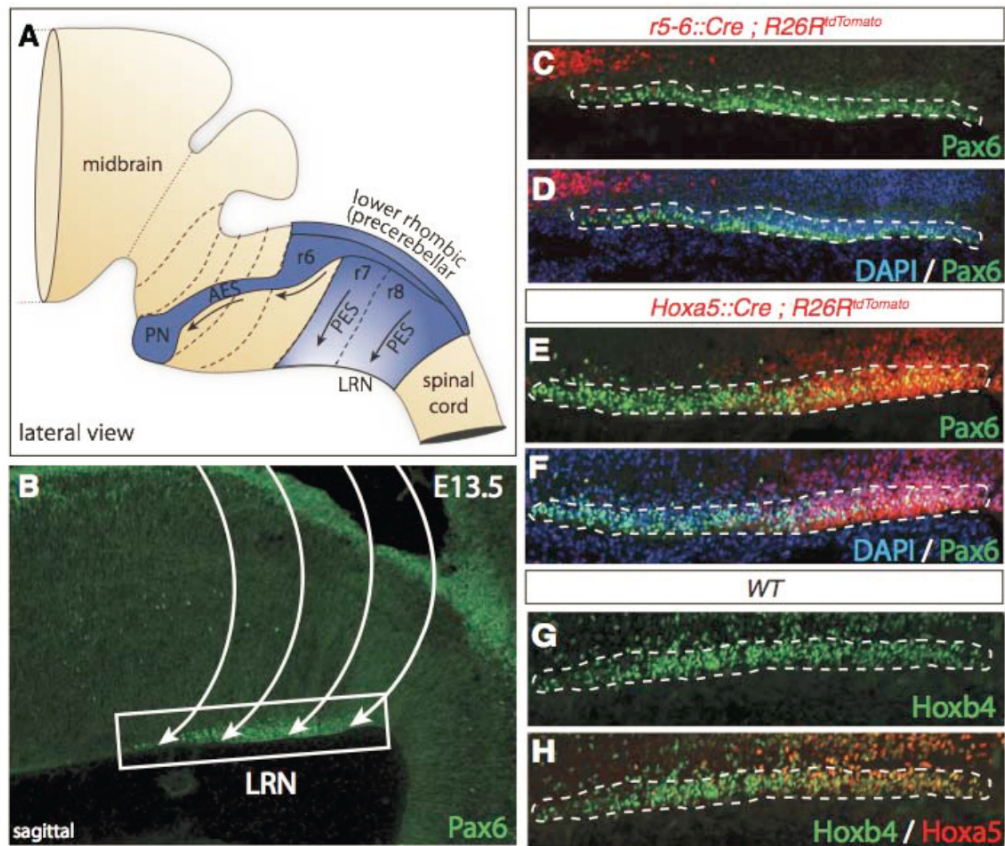 A
midbrain
lower rhombic
(precerebellar
r6
r7
r8
AES
PES
PES
PN
LRN
spinal
cord
lateral view
B
E13.5
LRN
sagittal
Pax6
r5-6::Cre ; R26RtdTomato
C
Pax6
D
DAPI / Pax6
Hoxa5::Cre ; R26RtdTomato
E
Pax6
F
DAPI / Pax6
WT
G
Hoxb4
H
Hoxb4 / Hoxa5